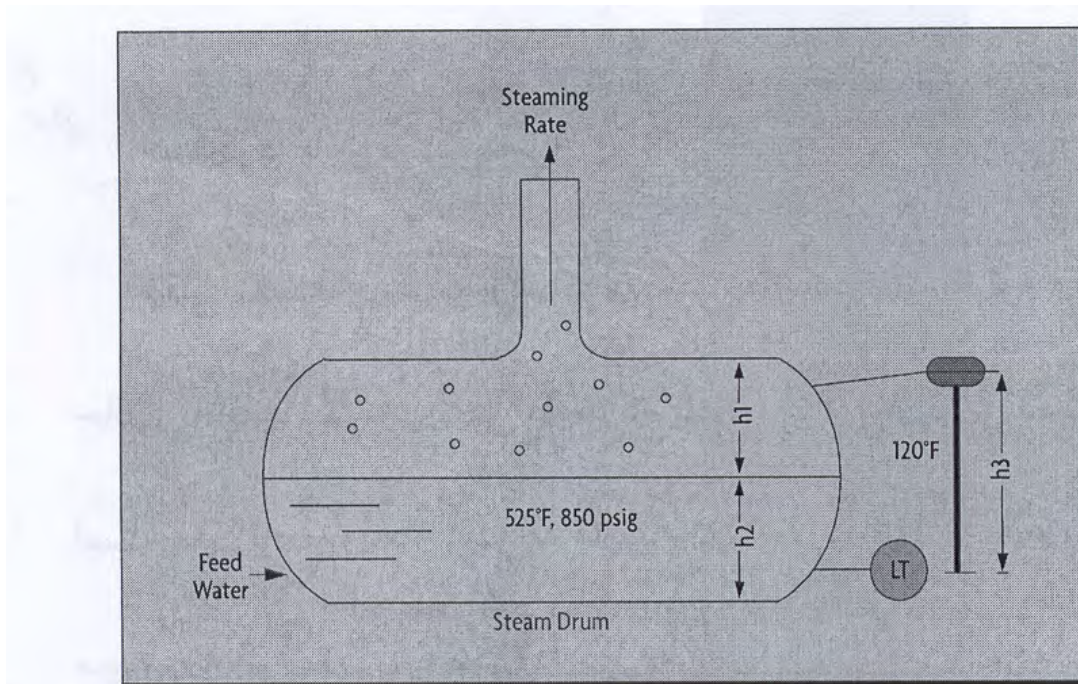 Steaming
Rate
h1
120°F
h3
525°F, 850 psig
h2
Feed
Water
LT
Steam Drum